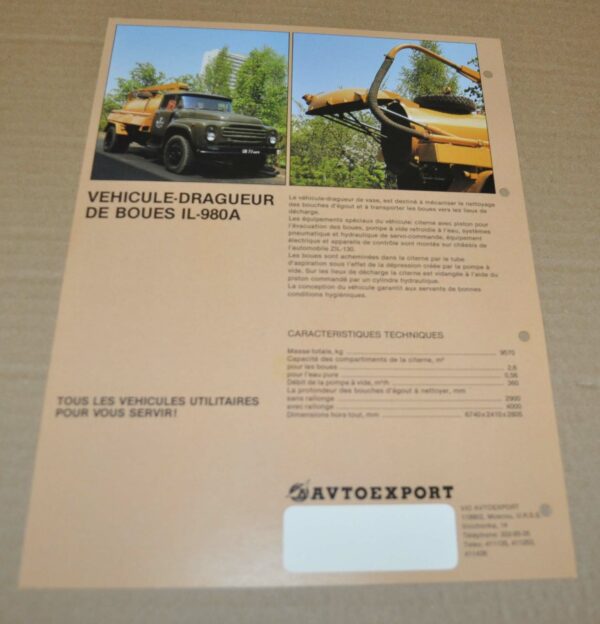 VEHICULE-DRAGUEUR
DE BOUES IL-980A
Le véhicule-dragueur de vase, est destiné à mécaniser le nettoyage
des bouches d'égout et à transporter les boues vers les lieux de
décharge.
Les équipements spéciaux du véhicule: citerne avec piston pour
l'évacuation des boues, pompe à vide refroidie à l'eau, systèmes
pneumatique et hydraulique de servo-commande, équipement
électrique et appareils de contrôle sont montés sur châssis de
l'automobile ZIL-130.
Les boues sont acheminées dans la citerne par le tube
d'aspiration sous l'effet de la dépression créée par la pompe à
vide. Sur les lieux de décharge la citerne est vidangée à l'aide du
piston commandé par un cylindre hydraulique.
La conception du véhicule garantit aux servants de bonnes
conditions hygiéniques.
CARACTERISTIQUES TECHNIQUES
Masse totale, kg 9570
Capacité des compartiments de la citerne, m³
pour les boues 2,8
pour l'eau pure 0,56
Débit de la pompe à vide, m³/h 360
La profondeur des bouches d'égout à nettoyer, mm
sans rallonge 2900
avec rallonge 4000
Dimensions hors tout, mm 6740x2410x2805
TOUS LES VEHICULES UTILITAIRES
POUR VOUS SERVIR!
AVTOEXPORT
V/O AVTOEXPORT
Moscou, U.R.S.S.
14
Téléphone:
Telex: